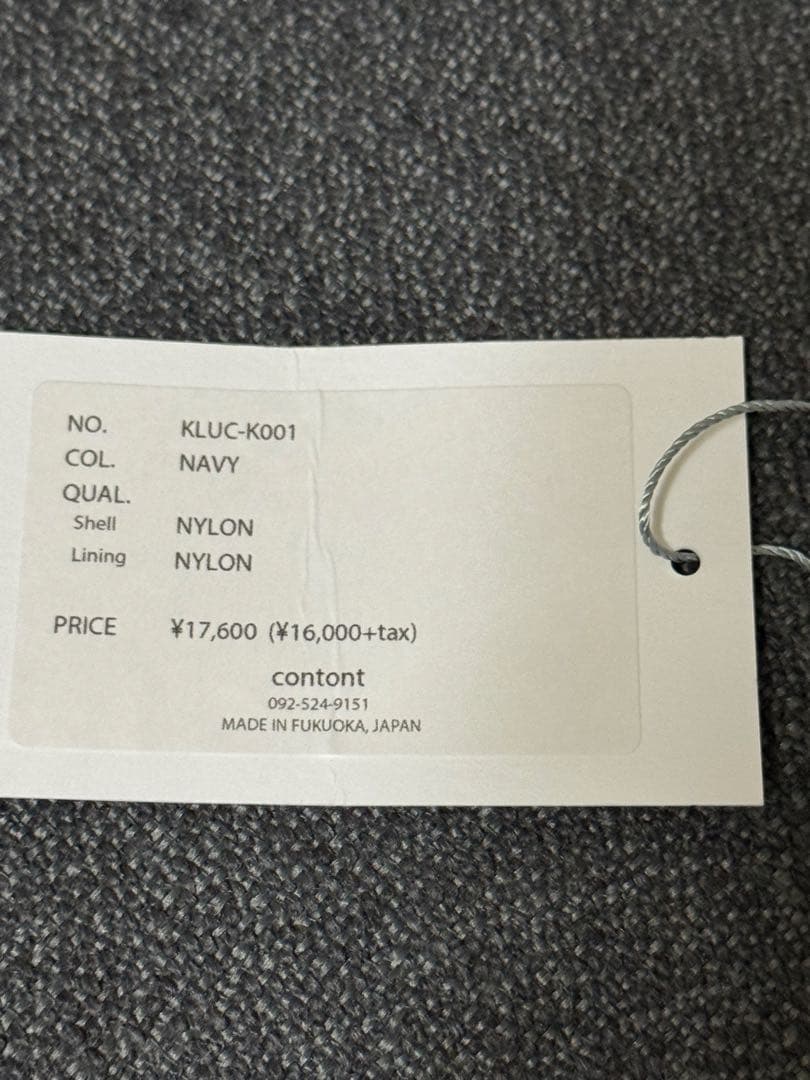 NO. KLUC-K001
COL. NAVY
QUAL.
Shell NYLON
Lining NYLON
PRICE ¥17,600 (¥16,000+tax)
contont
092-524-9151
MADE IN FUKUOKA, JAPAN